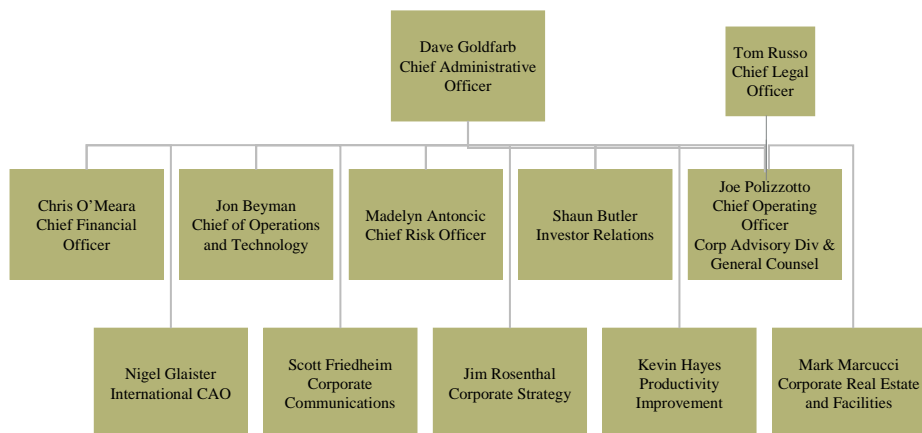 Dave Goldfarb
Chief Administrative
Officer
Tom Russo
Chief Legal
Officer
Chris O’Meara
Chief Financial
Officer
Jon Beyman
Chief of Operations
and Technology
Madelyn Antoncic
Chief Risk Officer
Shaun Butler
Investor Relations
Joe Polizzotto
Chief Operating
Officer
Corp Advisory Div &
General Counsel
Nigel Glaister
International CAO
Scott Friedheim
Corporate
Communications
Jim Rosenthal
Corporate Strategy
Kevin Hayes
Productivity
Improvement
Mark Marcucci
Corporate Real Estate
and Facilities